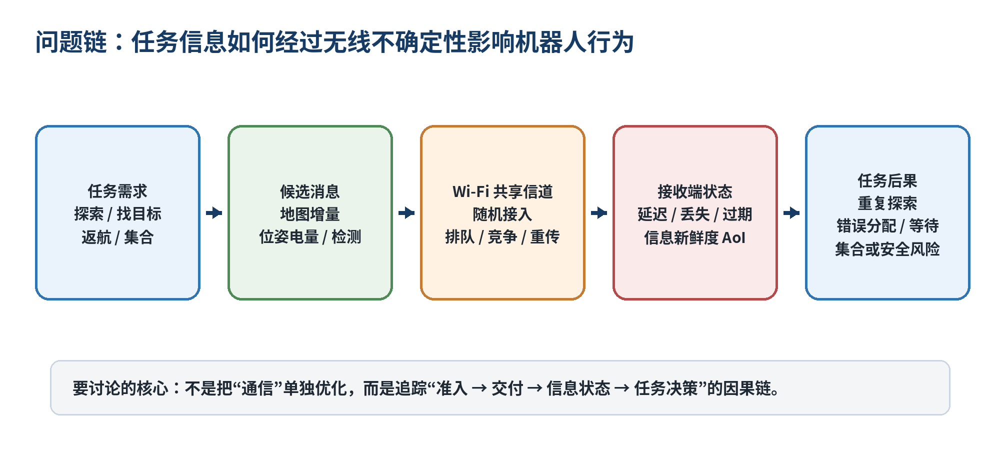 问题链：任务信息如何经过无线不确定性影响机器人行为
任务需求
探索 / 找目标
返航 / 集合
候选消息
地图增量
位姿电量 / 检测
Wi-Fi 共享信道
随机接入
排队 / 竞争 / 重传
接收端状态
延迟 / 丢失 / 过期
信息新鲜度 AoI
任务后果
重复探索
错误分配 / 等待
集合或安全风险
要讨论的核心：不是把“通信”单独优化，而是追踪“准入 → 交付 → 信息状态 → 任务决策”的因果链。